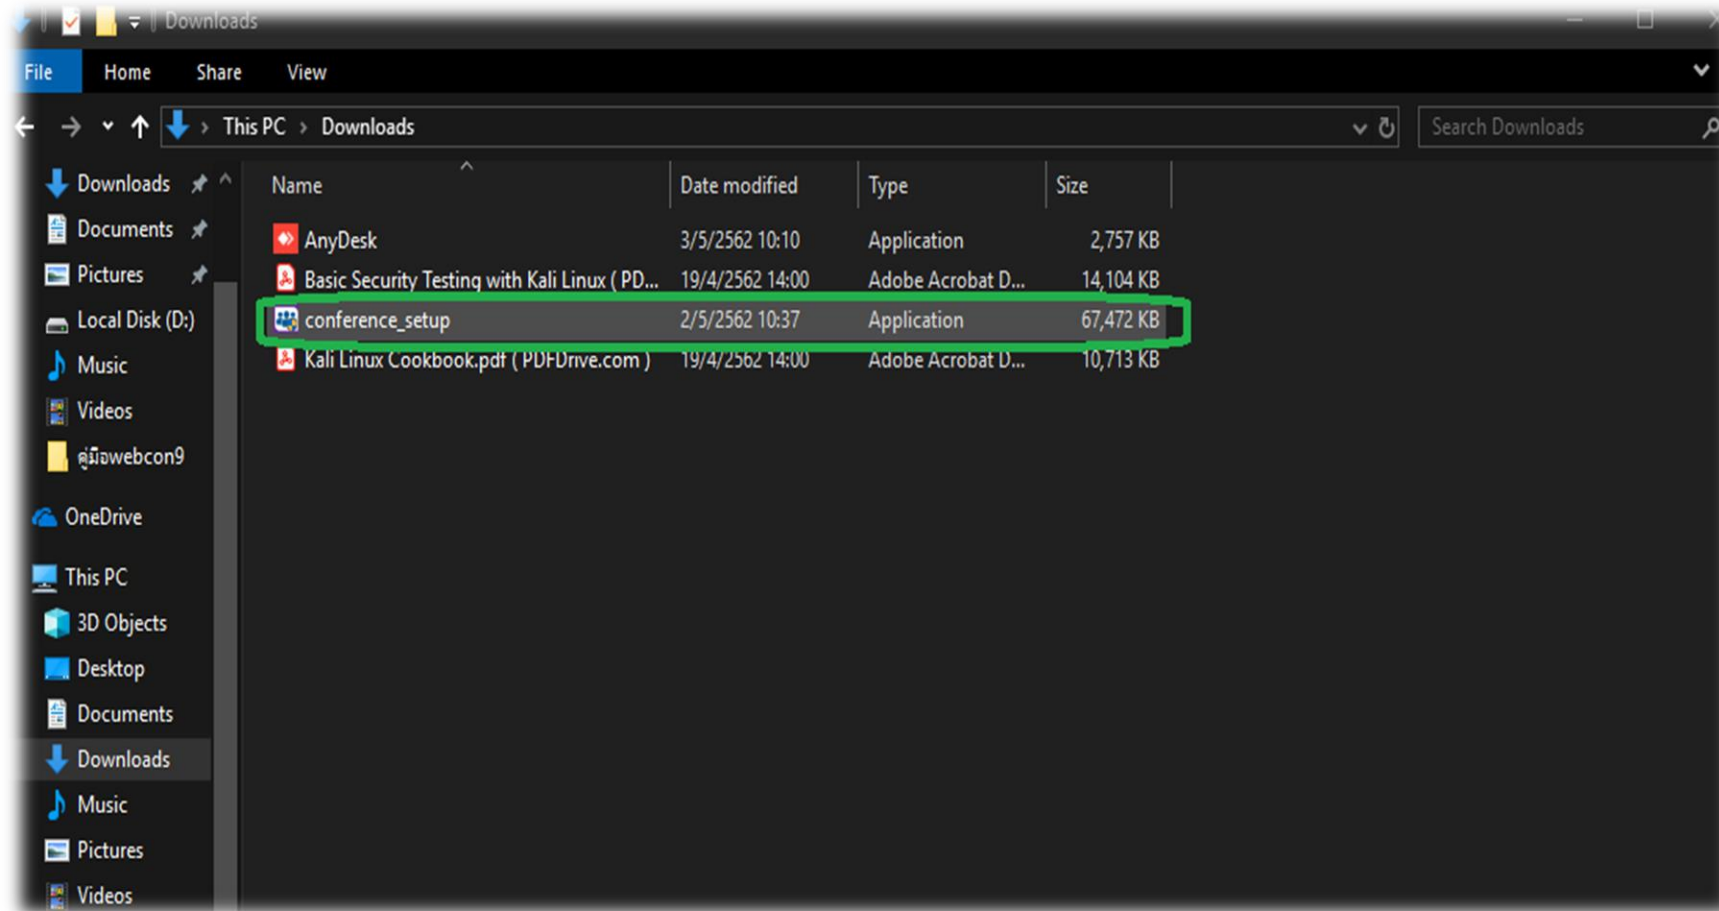 Downloads
File Home Share View
This PC > Downloads Search Downloads
Downloads
Documents
Pictures
Local Disk (D:)
Music
Videos
คู่มือwebcon9
OneDrive
This PC
3D Objects
Desktop
Documents
Downloads
Music
Pictures
Videos
Name Date modified Type Size
AnyDesk 3/5/2562 10:10 Application 2,757 KB
Basic Security Testing with Kali Linux ( PD... 19/4/2562 14:00 Adobe Acrobat D... 14,104 KB
conference_setup 2/5/2562 10:37 Application 67,472 KB
Kali Linux Cookbook.pdf ( PDFDrive.com ) 19/4/2562 14:00 Adobe Acrobat D... 10,713 KB